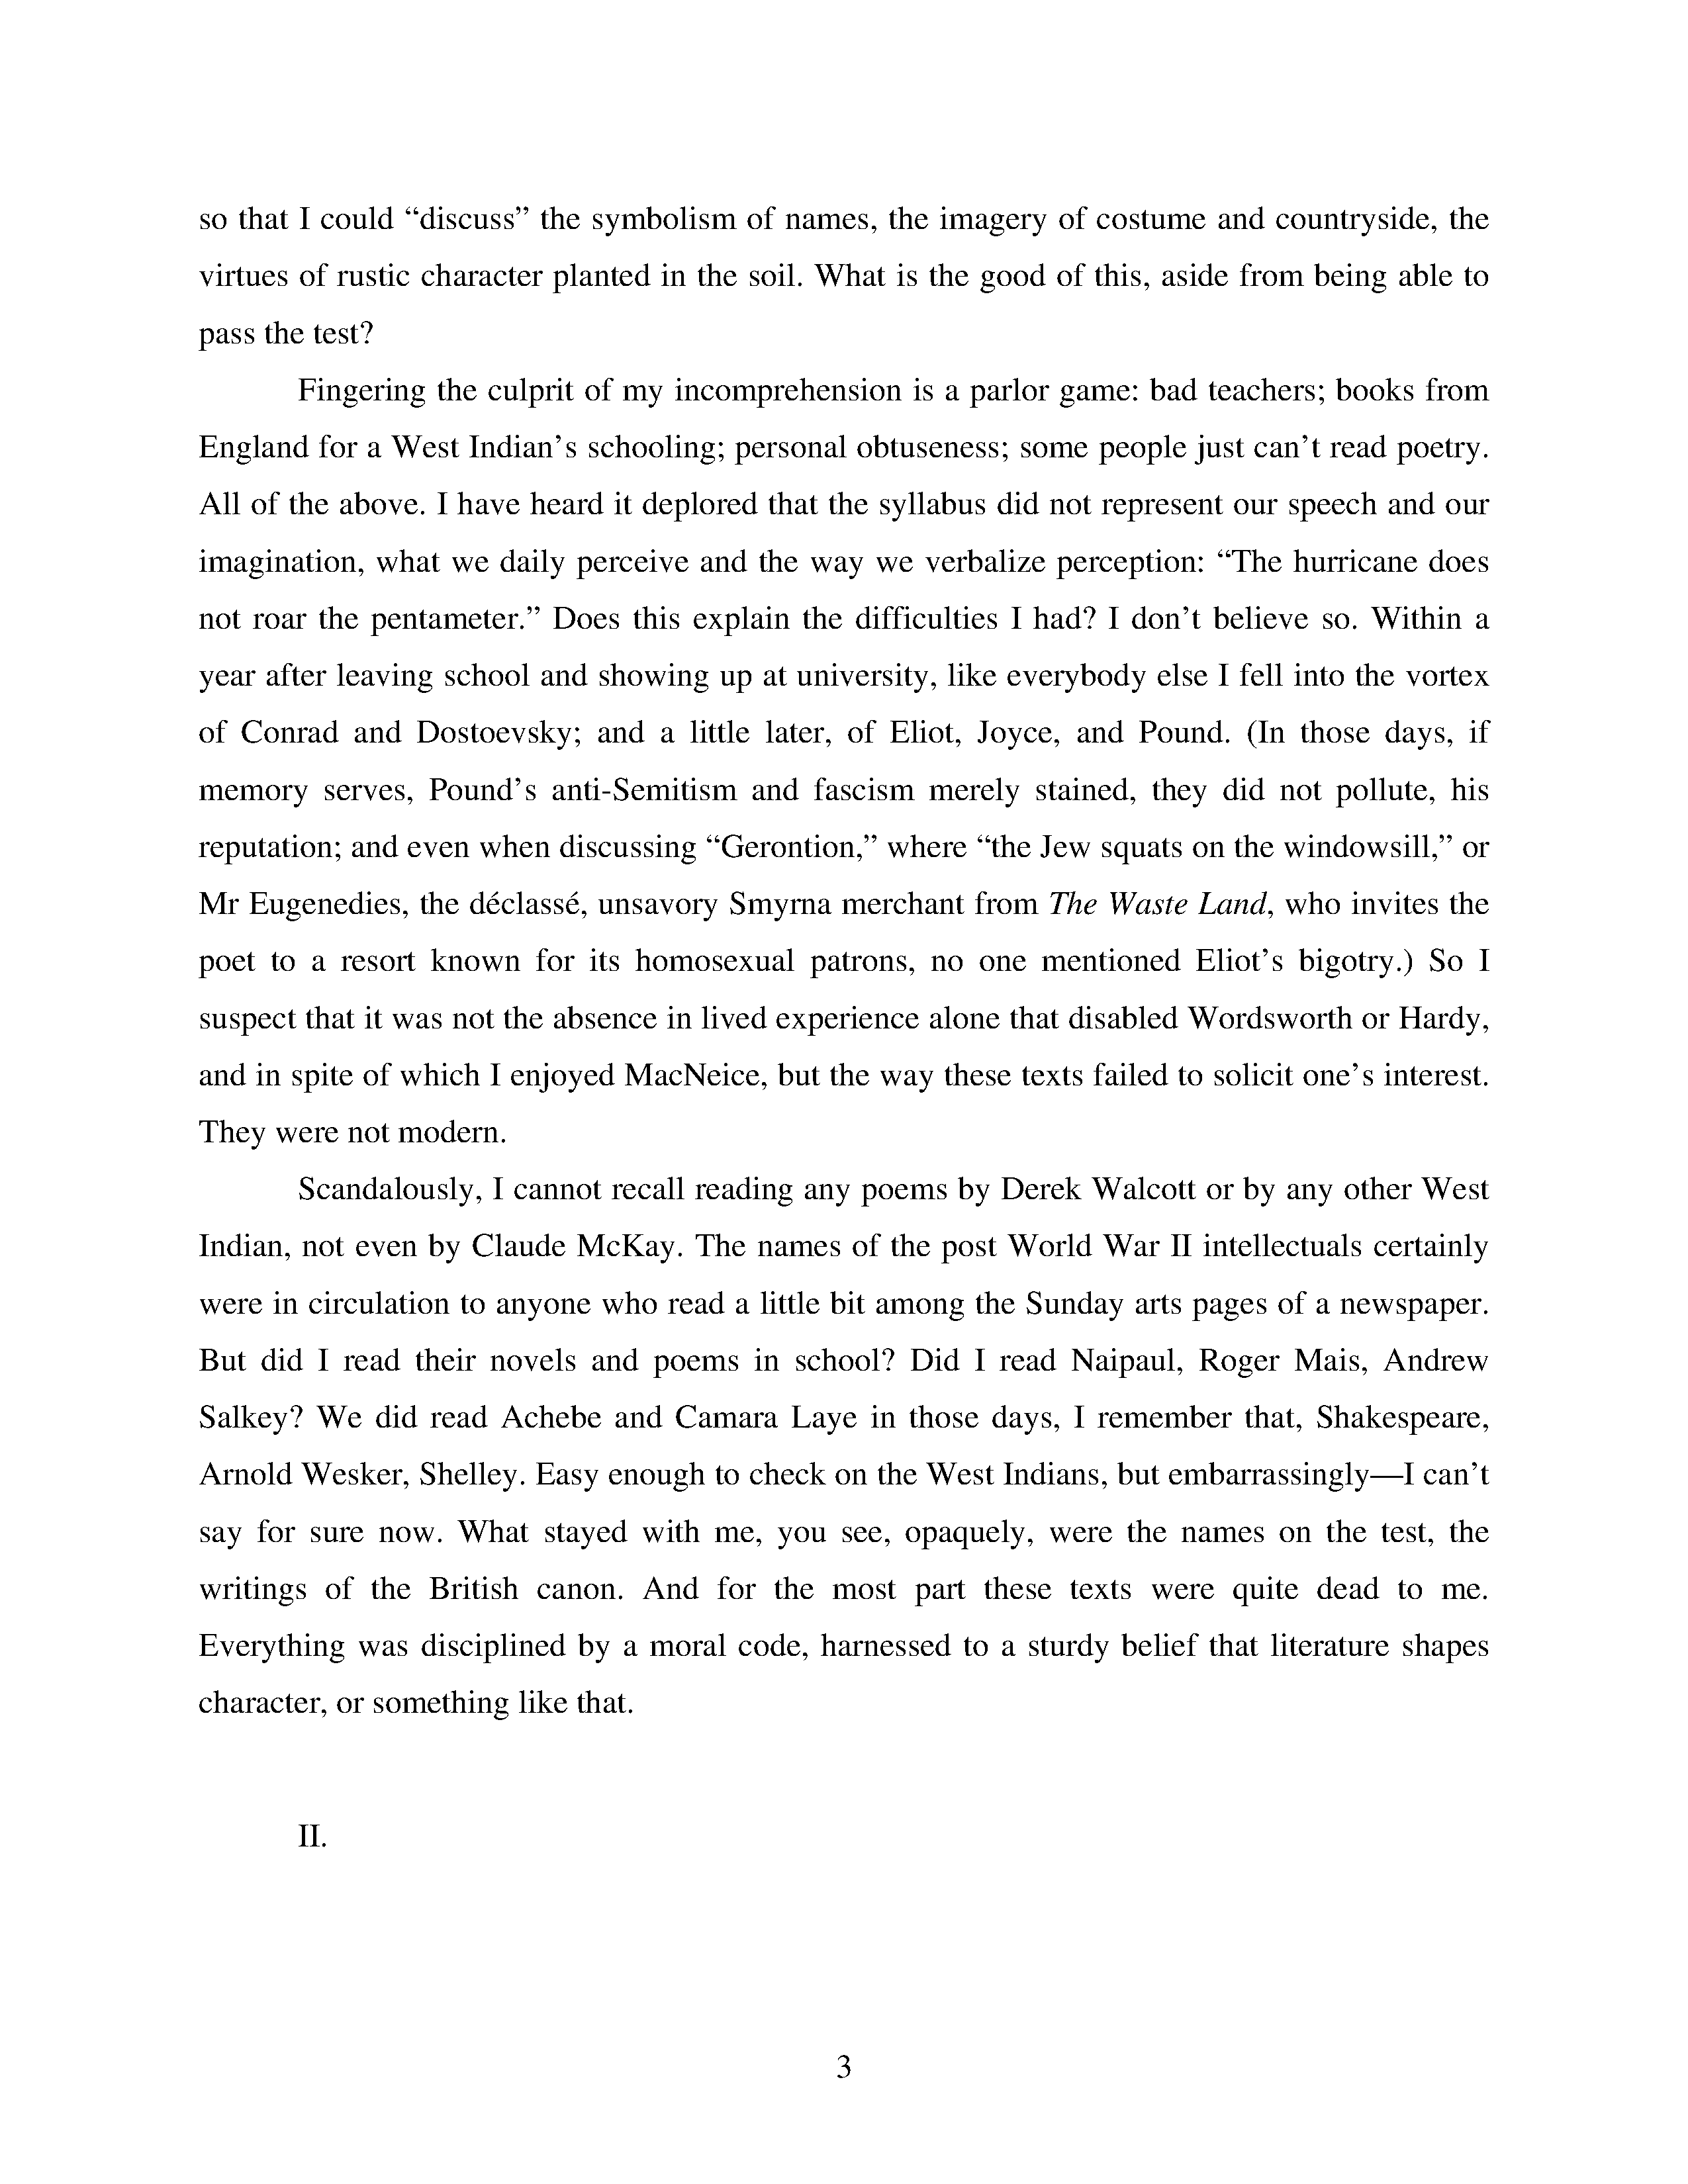 so that I could “discuss” the symbolism of names, the imagery of costume and countryside, the
virtues of rustic character planted in the soil. What is the good of this, aside from being able to
pass the test?
Fingering the culprit of my incomprehension is a parlor game: bad teachers; books from
England for a West Indian’s schooling; personal obtuseness; some people just can’t read poetry.
All of the above. I have heard it deplored that the syllabus did not represent our speech and our
imagination, what we daily perceive and the way we verbalize perception: “The hurricane does
not roar the pentameter.” Does this explain the difficulties I had? I don’t believe so. Within a
year after leaving school and showing up at university, like everybody else I fell into the vortex
of Conrad and Dostoevsky; and a little later, of Eliot, Joyce, and Pound. (In those days, if
memory serves, Pound’s anti-Semitism and fascism merely stained, they did not pollute, his
reputation; and even when discussing “Gerontion,” where “the Jew squats on the windowsill,” or
Mr Eugenedies, the déclassé, unsavory Smyrna merchant from The Waste Land, who invites the
poet to a resort known for its homosexual patrons, no one mentioned Eliot’s bigotry.) So I
suspect that it was not the absence in lived experience alone that disabled Wordsworth or Hardy,
and in spite of which I enjoyed MacNeice, but the way these texts failed to solicit one’s interest.
They were not modern.
Scandalously, I cannot recall reading any poems by Derek Walcott or by any other West
Indian, not even by Claude McKay. The names of the post World War II intellectuals certainly
were in circulation to anyone who read a little bit among the Sunday arts pages of a newspaper.
But did I read their novels and poems in school? Did I read Naipaul, Roger Mais, Andrew
Salkey? We did read Achebe and Camara Laye in those days, I remember that, Shakespeare,
Arnold Wesker, Shelley. Easy enough to check on the West Indians, but embarrassingly—I can’t
say for sure now. What stayed with me, you see, opaquely, were the names on the test, the
writings of the British canon. And for the most part these texts were quite dead to me.
Everything was disciplined by a moral code, harnessed to a sturdy belief that literature shapes
character, or something like that.
II.
3